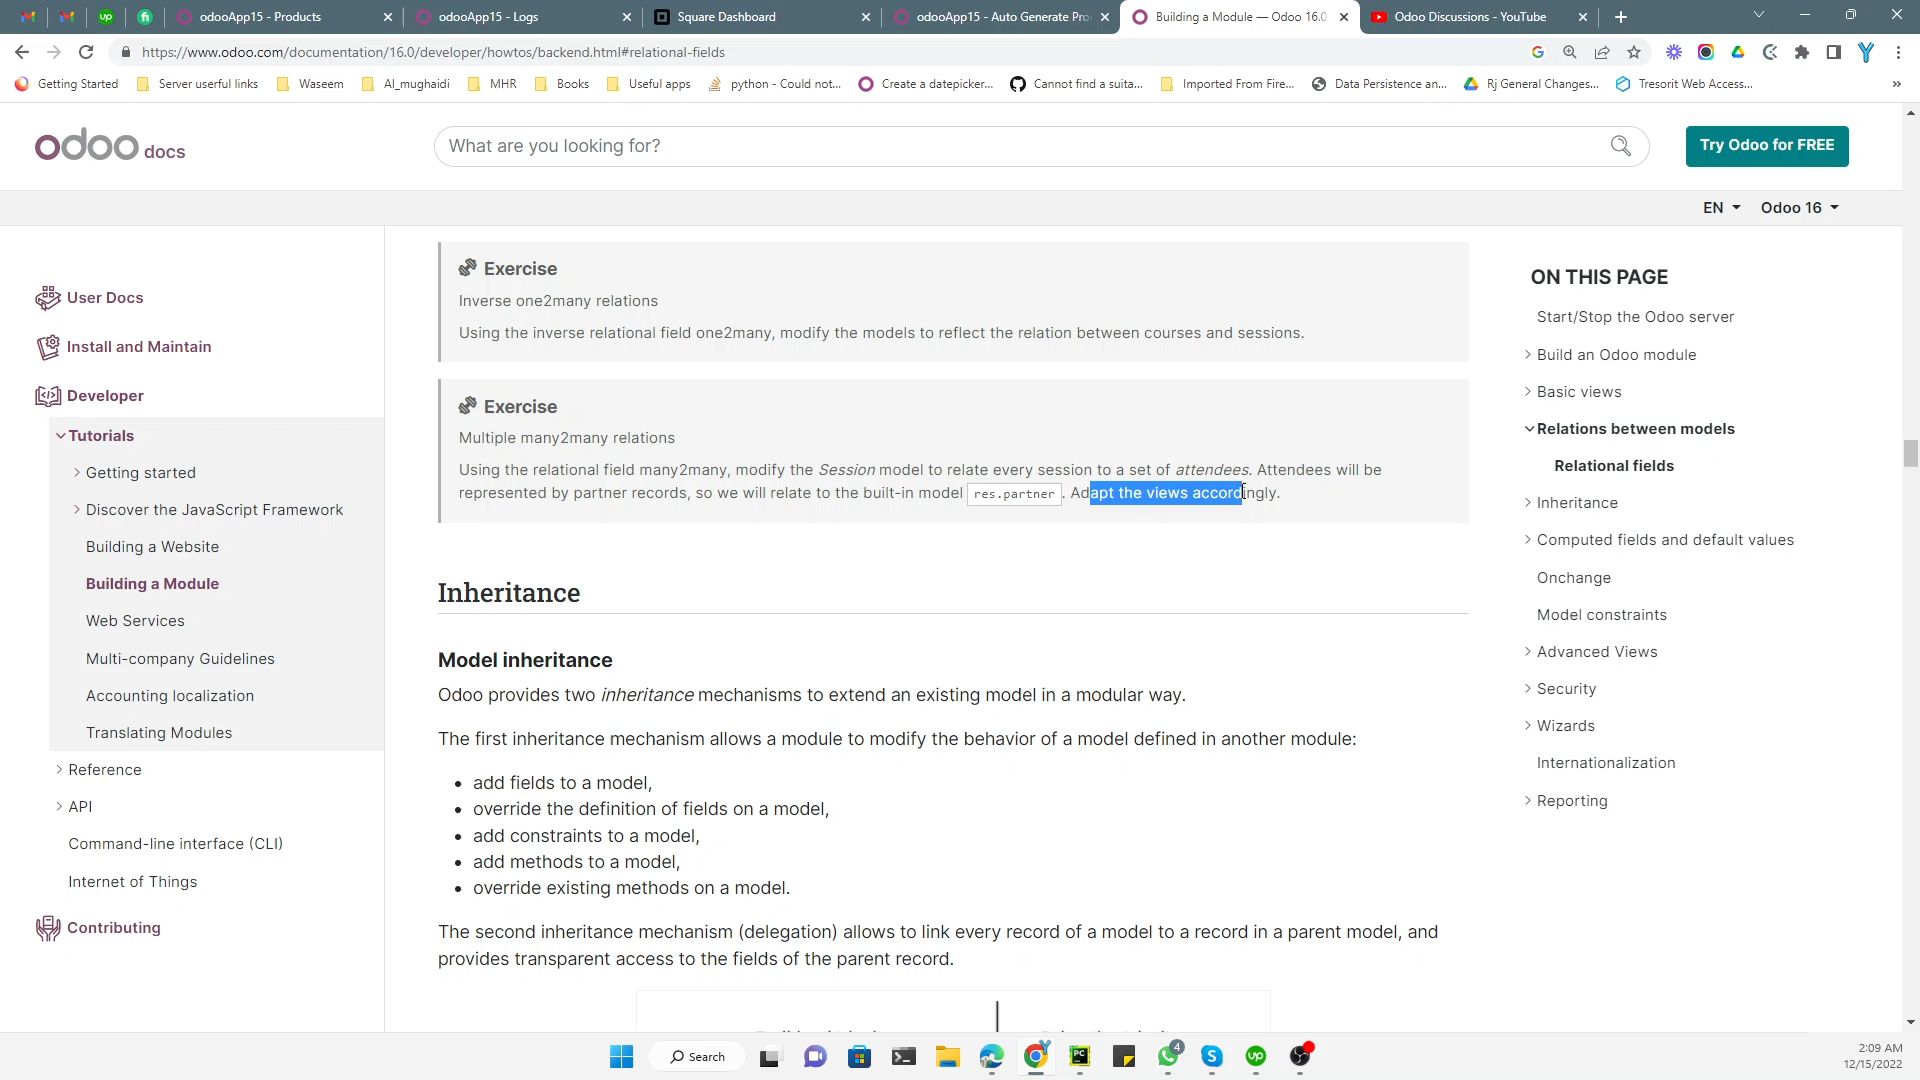 odooApp15 - Products
odooApp15 - Logs
Square Dashboard
odooApp15 - Auto Generate Pro
Building a Module — Odoo 16.0
Odoo Discussions - YouTube
https://www.odoo.com/documentation/16.0/developer/howtos/backend.html#relational-fields
Getting Started
Server userful links
Waseem
Al_mughaidi
MHR
Books
Useful apps
python - Could not...
Create a datepicker...
Cannot find a suita...
Imported From Fire...
Data Persistence an...
Rj General Changes...
Tresorit Web Access...
odoo docs
What are you looking for?
Try Odoo for FREE
EN
Odoo 16
User Docs
Install and Maintain
Developer
Tutorials
Getting started
Discover the JavaScript Framework
Building a Website
Building a Module
Web Services
Multi-company Guidelines
Accounting localization
Translating Modules
Reference
API
Command-line interface (CLI)
Internet of Things
Contributing
Exercise
Inverse one2many relations
Using the inverse relational field one2many, modify the models to reflect the relation between courses and sessions.
Exercise
Multiple many2many relations
Using the relational field many2many, modify the Session model to relate every session to a set of attendees. Attendees will be
represented by partner records, so we will relate to the built-in model res.partner. Adapt the views accordingly.
Inheritance
Model inheritance
Odoo provides two inheritance mechanisms to extend an existing model in a modular way.
The first inheritance mechanism allows a module to modify the behavior of a model defined in another module:
• add fields to a model,
• override the definition of fields on a model,
• add constraints to a model,
• add methods to a model,
• override existing methods on a model.
The second inheritance mechanism (delegation) allows to link every record of a model to a record in a parent model, and
provides transparent access to the fields of the parent record.
ON THIS PAGE
Start/Stop the Odoo server
Build an Odoo module
Basic views
Relations between models
Relational fields
Inheritance
Computed fields and default values
Onchange
Model constraints
Advanced Views
Security
Wizards
Internationalization
Reporting
Search
4
2:09 AM
12/15/2022